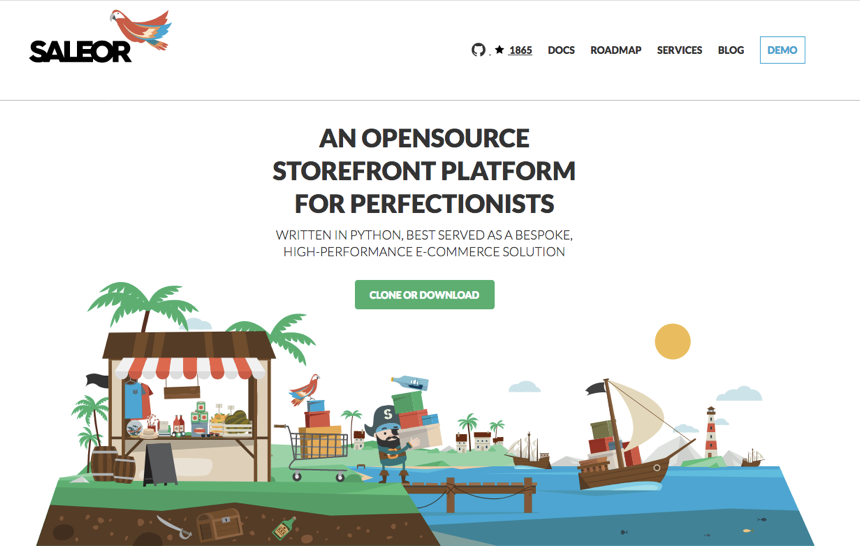 SALEOR
1865
DOCS
ROADMAP
SERVICES
BLOG
DEMO
AN OPENSOURCE
STOREFRONT PLATFORM
FOR PERFECTIONISTS
WRITTEN IN PYTHON, BEST SERVED AS A BESPOKE,
HIGH-PERFORMANCE E-COMMERCE SOLUTION
CLONE OR DOWNLOAD
S